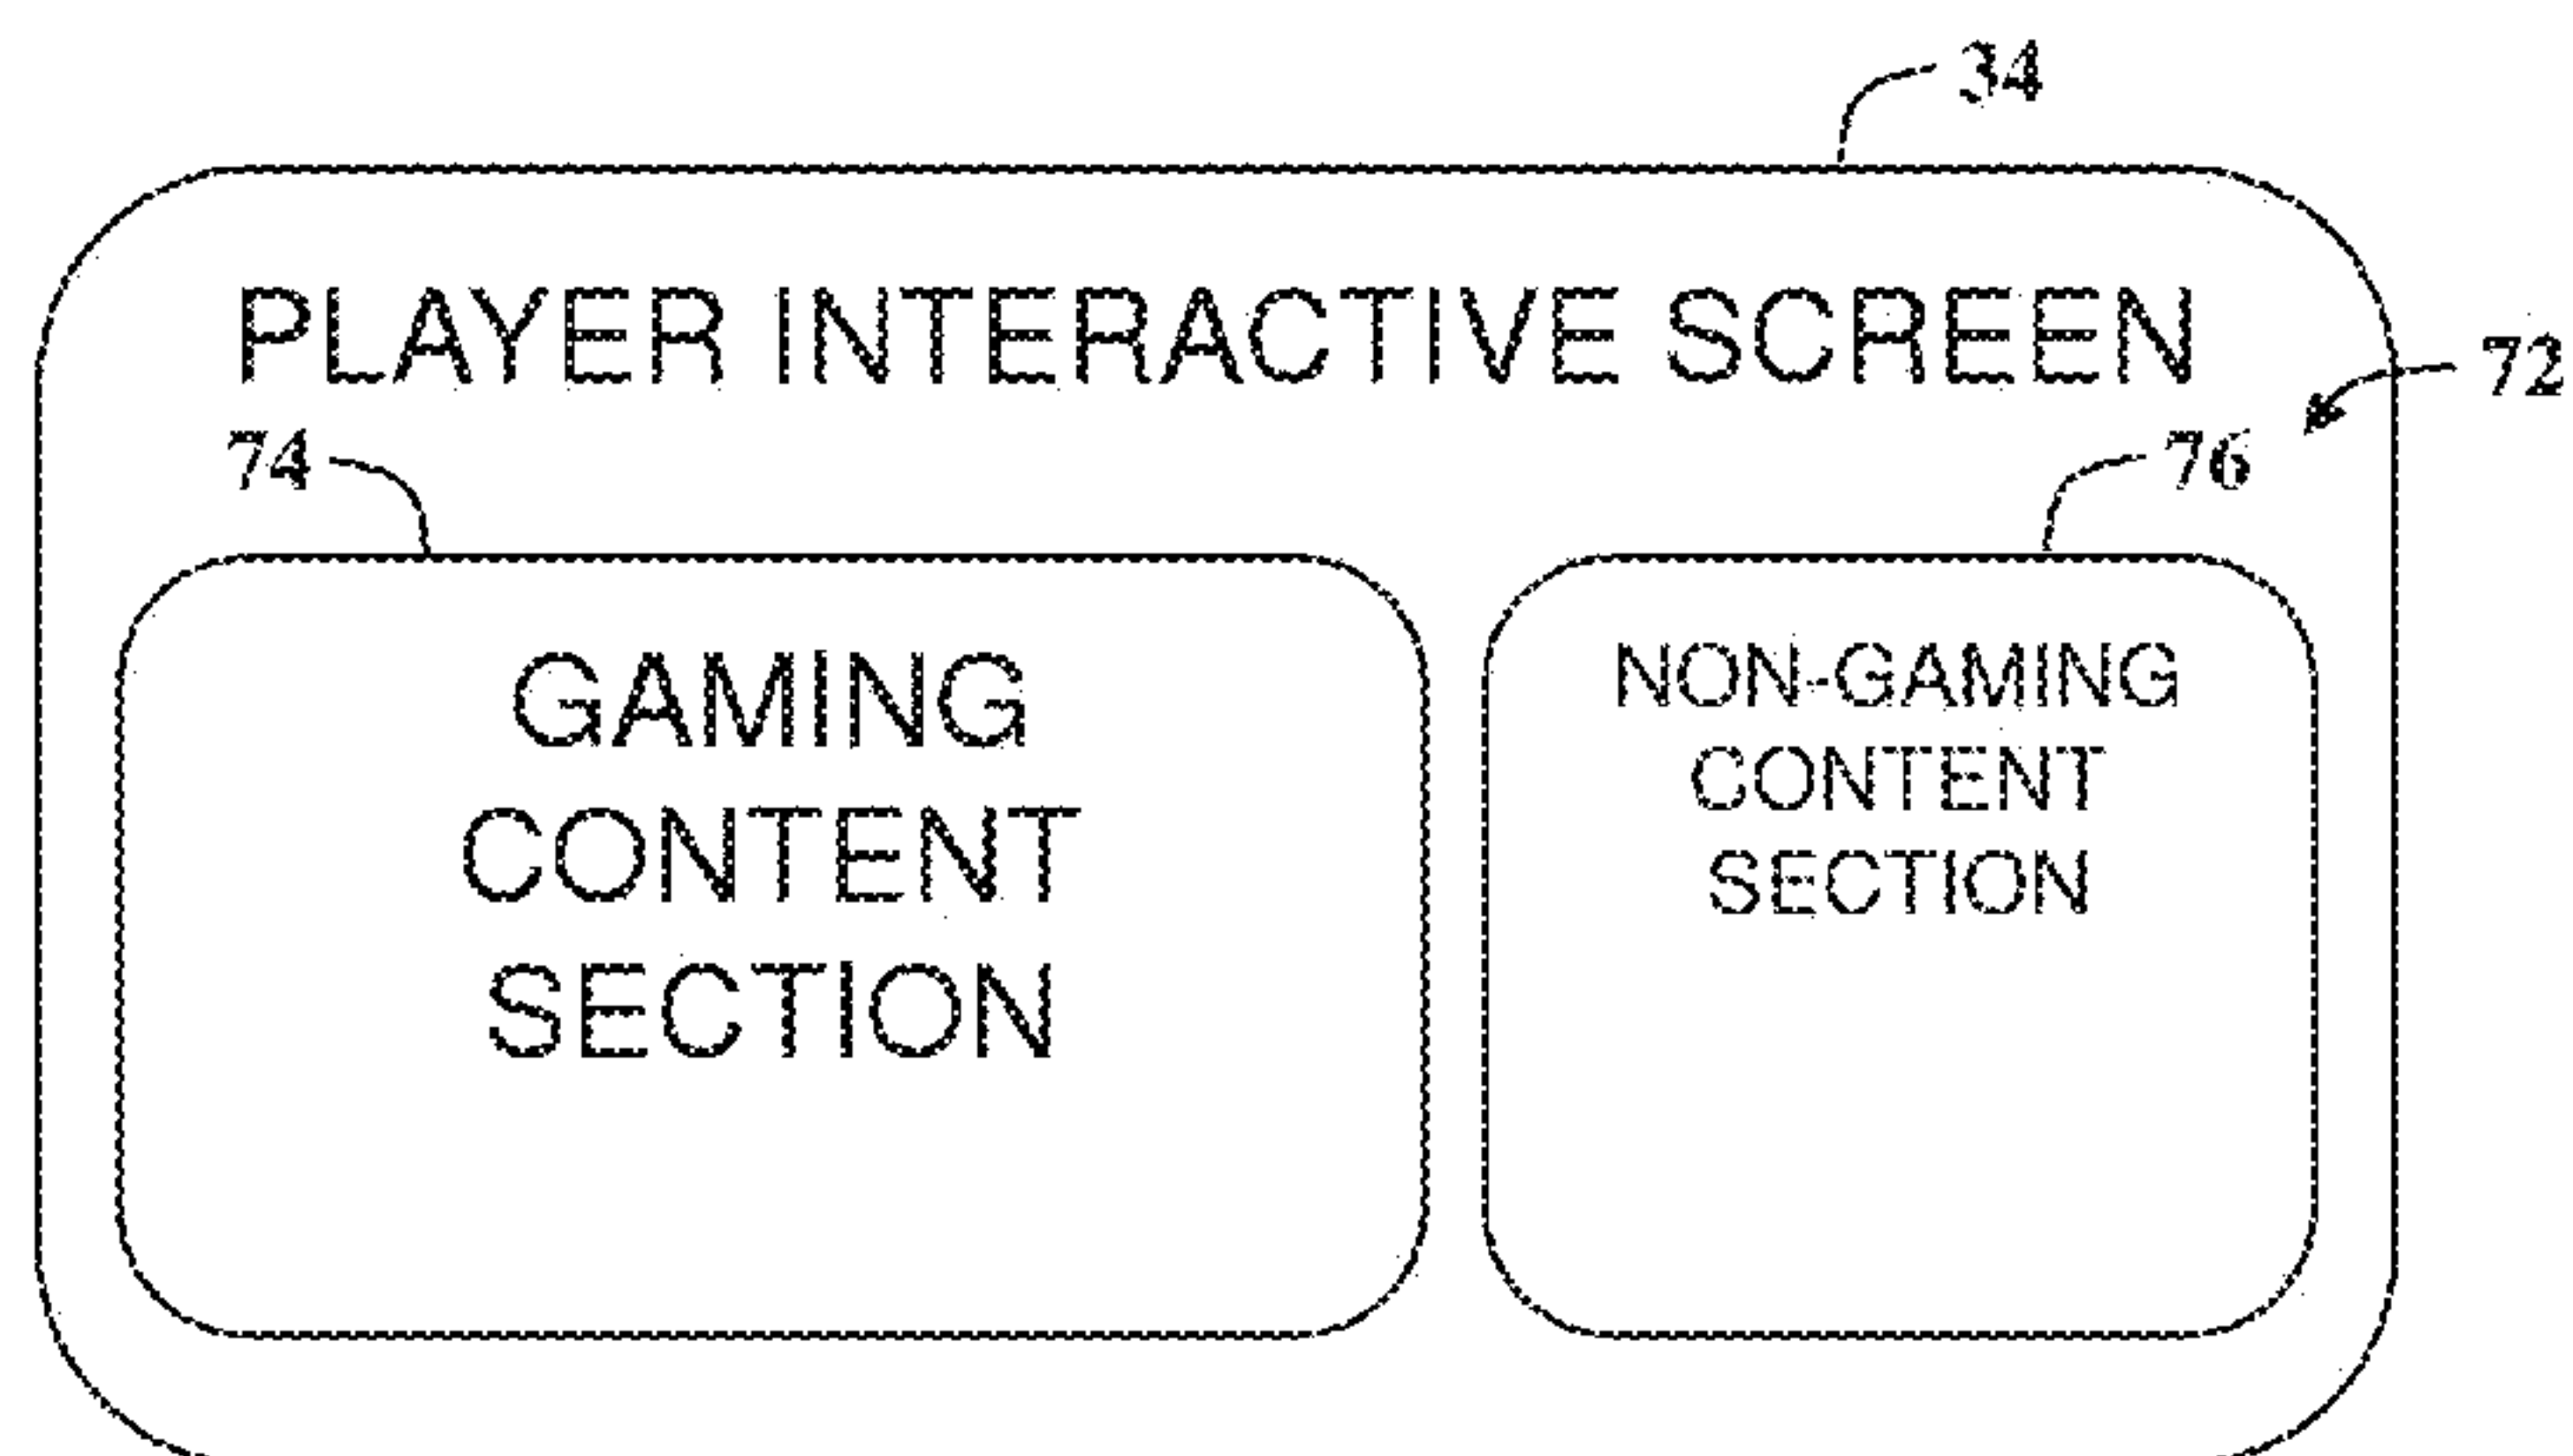 34
PLAYER INTERACTIVE SCREEN
72
74
76
GAMING
CONTENT
SECTION
NON-GAMING
CONTENT
SECTION